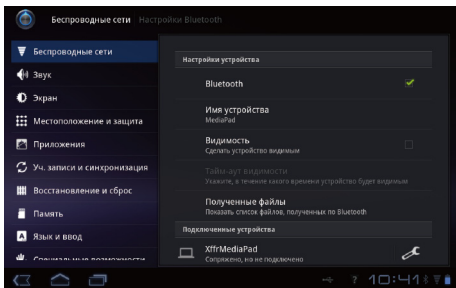 Беспроводные сети Настройки Bluetooth
Беспроводные сети
Звук
Экран
Местоположение и защита
Приложения
Уч. записи и синхронизация
Восстановление и сброс
Память
Язык и ввод
Специальные возможности
Настройки устройства
Bluetooth
Имя устройства
MediaPad
Видимость
Сделать устройство видимым
Тайм-аут видимости
Укажите, в течение какого времени устройство будет видимым
Полученные файлы
Показать список файлов, полученных по Bluetooth
Подключенные устройства
XffrMediaPad
Сопряжено, но не подключено
10:41